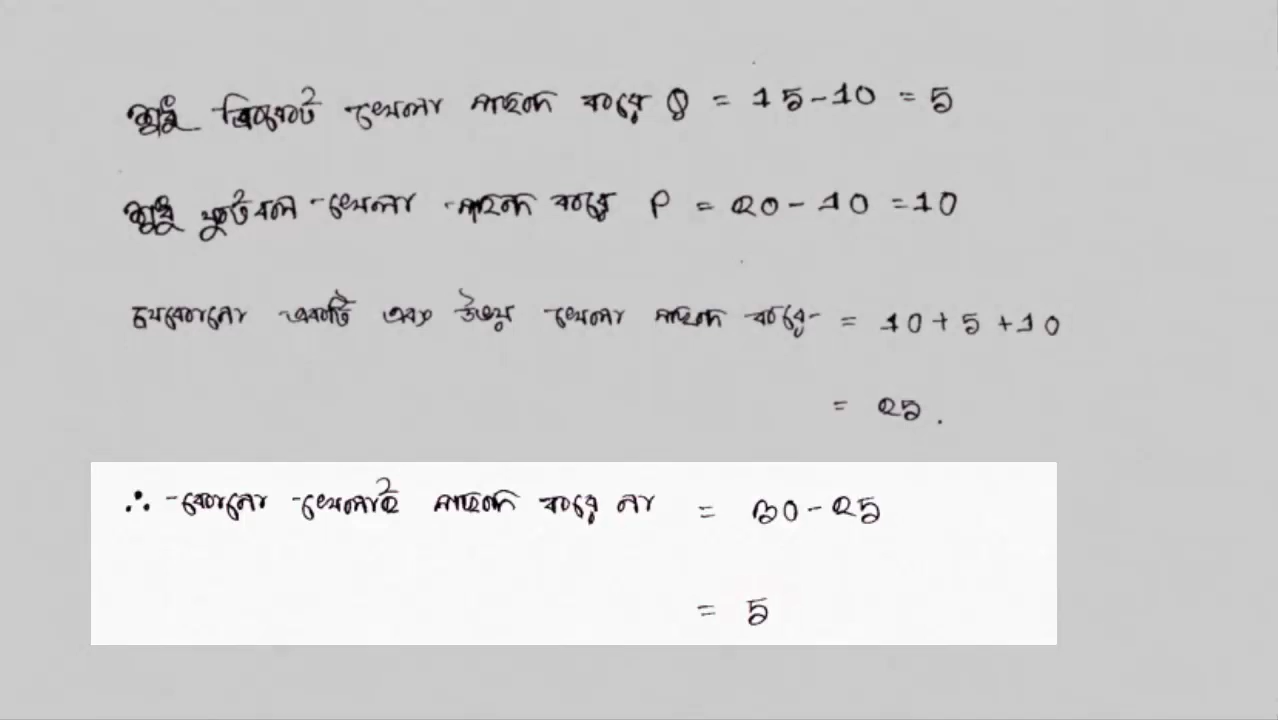 শুধু ক্রিকেট খেলা পছন্দ করে Q = 15-10 = 5
শুধু ফুটবল খেলা পছন্দ করে P = 20-10 = 10
যেকোনো একটি এবং উভয় খেলা পছন্দ করে = 10+5+10
= 25.
∴ কোনো খেলাই পছন্দ করে না = 30-25
= 5